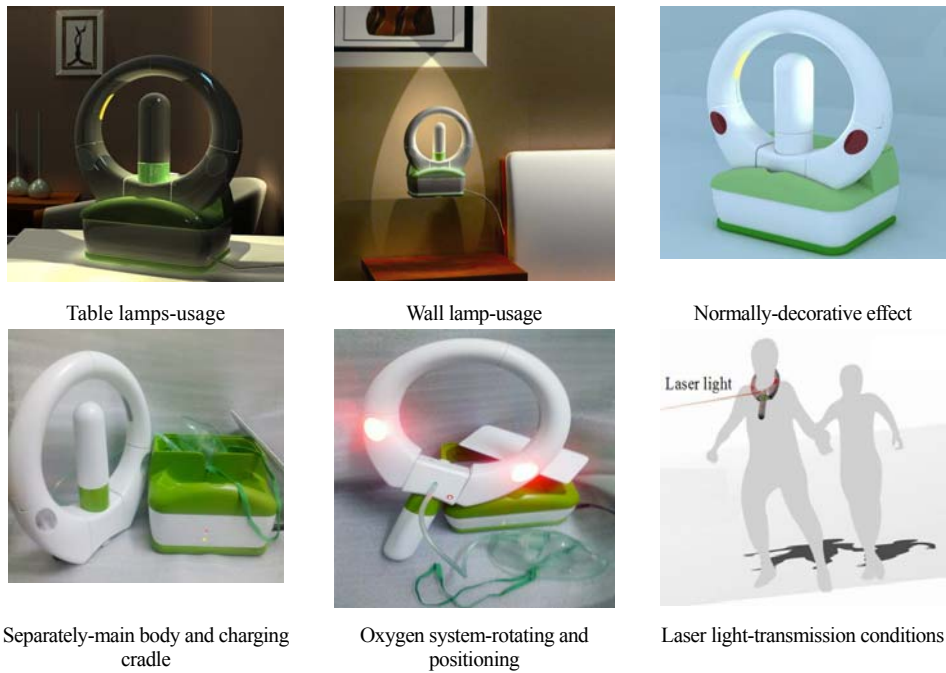 Table lamps-usage
Wall lamp-usage
Normally-decorative effect
Laser light
Separately-main body and charging
cradle
Oxygen system-rotating and
positioning
Laser light-transmission conditions